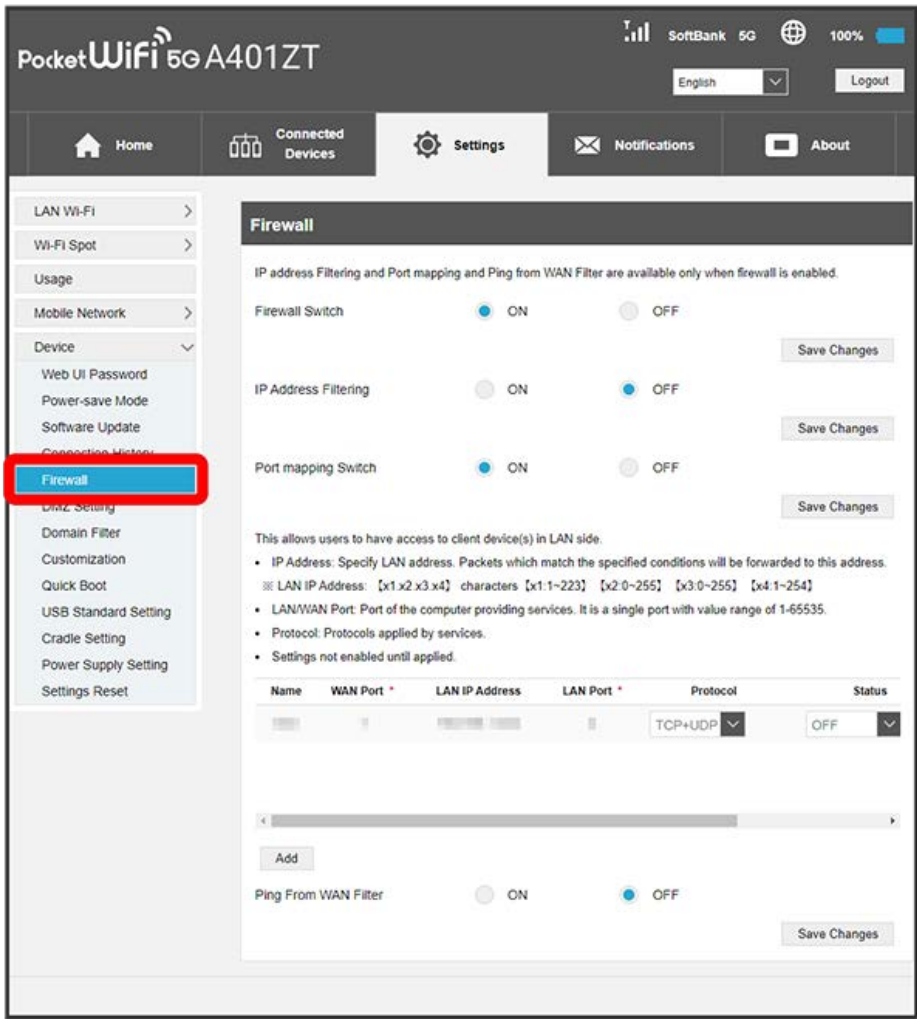 SoftBank 5G 100%
PocketWiFi 5G A401ZT
English Logout
Home Connected Devices Settings Notifications About
LAN Wi-Fi
Wi-Fi Spot
Usage
Mobile Network
Device
Web UI Password
Power-save Mode
Software Update
Connection History
Firewall
DMZ Setting
Domain Filter
Customization
Quick Boot
USB Standard Setting
Cradle Setting
Power Supply Setting
Settings Reset
Firewall
IP address Filtering and Port mapping and Ping from WAN Filter are available only when firewall is enabled.
Firewall Switch ON OFF
Save Changes
IP Address Filtering ON OFF
Save Changes
Port mapping Switch ON OFF
Save Changes
This allows users to have access to client device(s) in LAN side.
• IP Address: Specify LAN address. Packets which match the specified conditions will be forwarded to this address.
※ LAN IP Address: 【x1.x2.x3.x4】 characters【x1:1~223】 【x2:0~255】 【x3:0~255】 【x4:1~254】
• LAN/WAN Port: Port of the computer providing services. It is a single port with value range of 1-65535.
• Protocol: Protocols applied by services.
• Settings not enabled until applied.
Name WAN Port * LAN IP Address LAN Port * Protocol Status
TCP+UDP OFF
Add
Ping From WAN Filter ON OFF
Save Changes